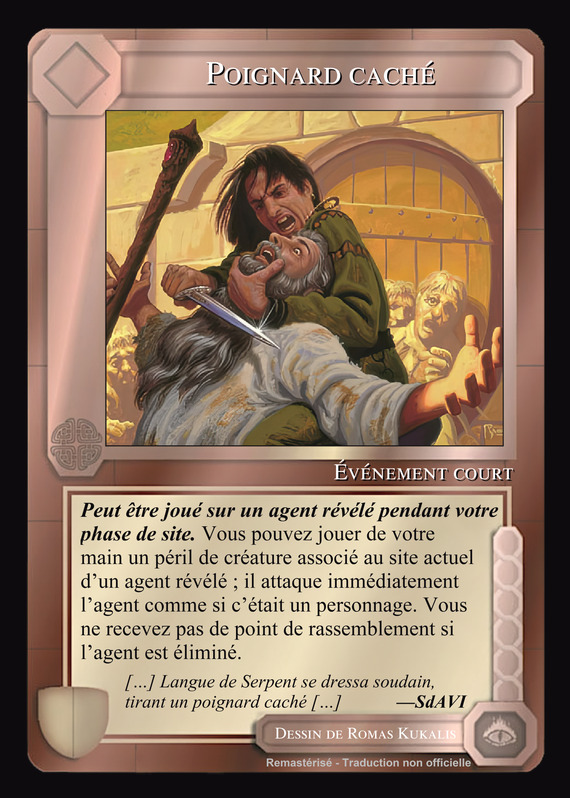 Poignard caché
Événement court
Peut être joué sur un agent révélé pendant votre
phase de site. Vous pouvez jouer de votre
main un péril de créature associé au site actuel
d’un agent révélé ; il attaque immédiatement
l’agent comme si c’était un personnage. Vous
ne recevez pas de point de rassemblement si
l’agent est éliminé.
[…] Langue de Serpent se dressa soudain,
tirant un poignard caché […] —SdAVI
Dessin de Romas Kukalis
Remastérisé - Traduction non officielle